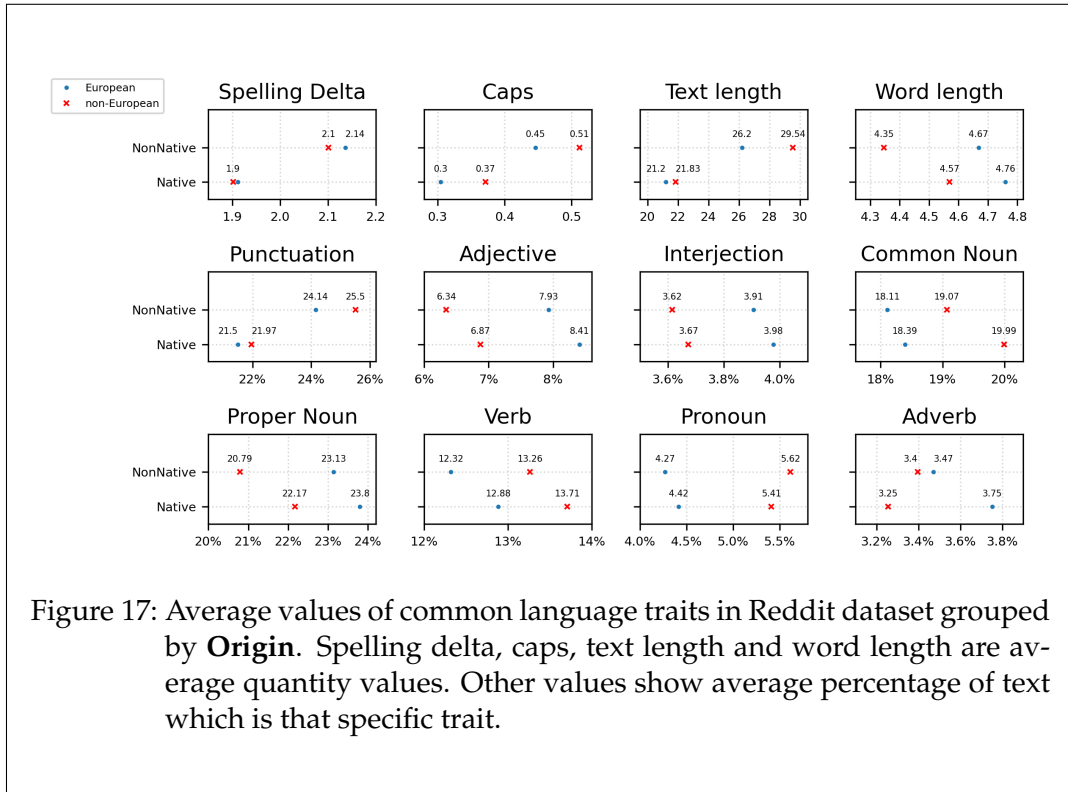 European
non-European
Spelling Delta Caps Text length Word length
2.1 2.14 0.45 0.51 26.2 29.54 4.35 4.67
NonNative
1.9 0.3 0.37 21.2 21.83 4.57 4.76
Native
1.9 2.0 2.1 2.2 0.3 0.4 0.5 20 22 24 26 28 30 4.3 4.4 4.5 4.6 4.7 4.8
Punctuation Adjective Interjection Common Noun
24.14 25.5 6.34 7.93 3.62 3.91 18.11 19.07
NonNative
21.5 21.97 6.87 8.41 3.67 3.98 18.39 19.99
Native
22% 24% 26% 6% 7% 8% 3.6% 3.8% 4.0% 18% 19% 20%
Proper Noun Verb Pronoun Adverb
20.79 23.13 12.32 13.26 4.27 5.62 3.4 3.47
NonNative
22.17 23.8 12.88 13.71 4.42 5.41 3.25 3.75
Native
20% 21% 22% 23% 24% 12% 13% 14% 4.0% 4.5% 5.0% 5.5% 3.2% 3.4% 3.6% 3.8%
Figure 17: Average values of common language traits in Reddit dataset grouped
by Origin. Spelling delta, caps, text length and word length are av-
erage quantity values. Other values show average percentage of text
which is that specific trait.